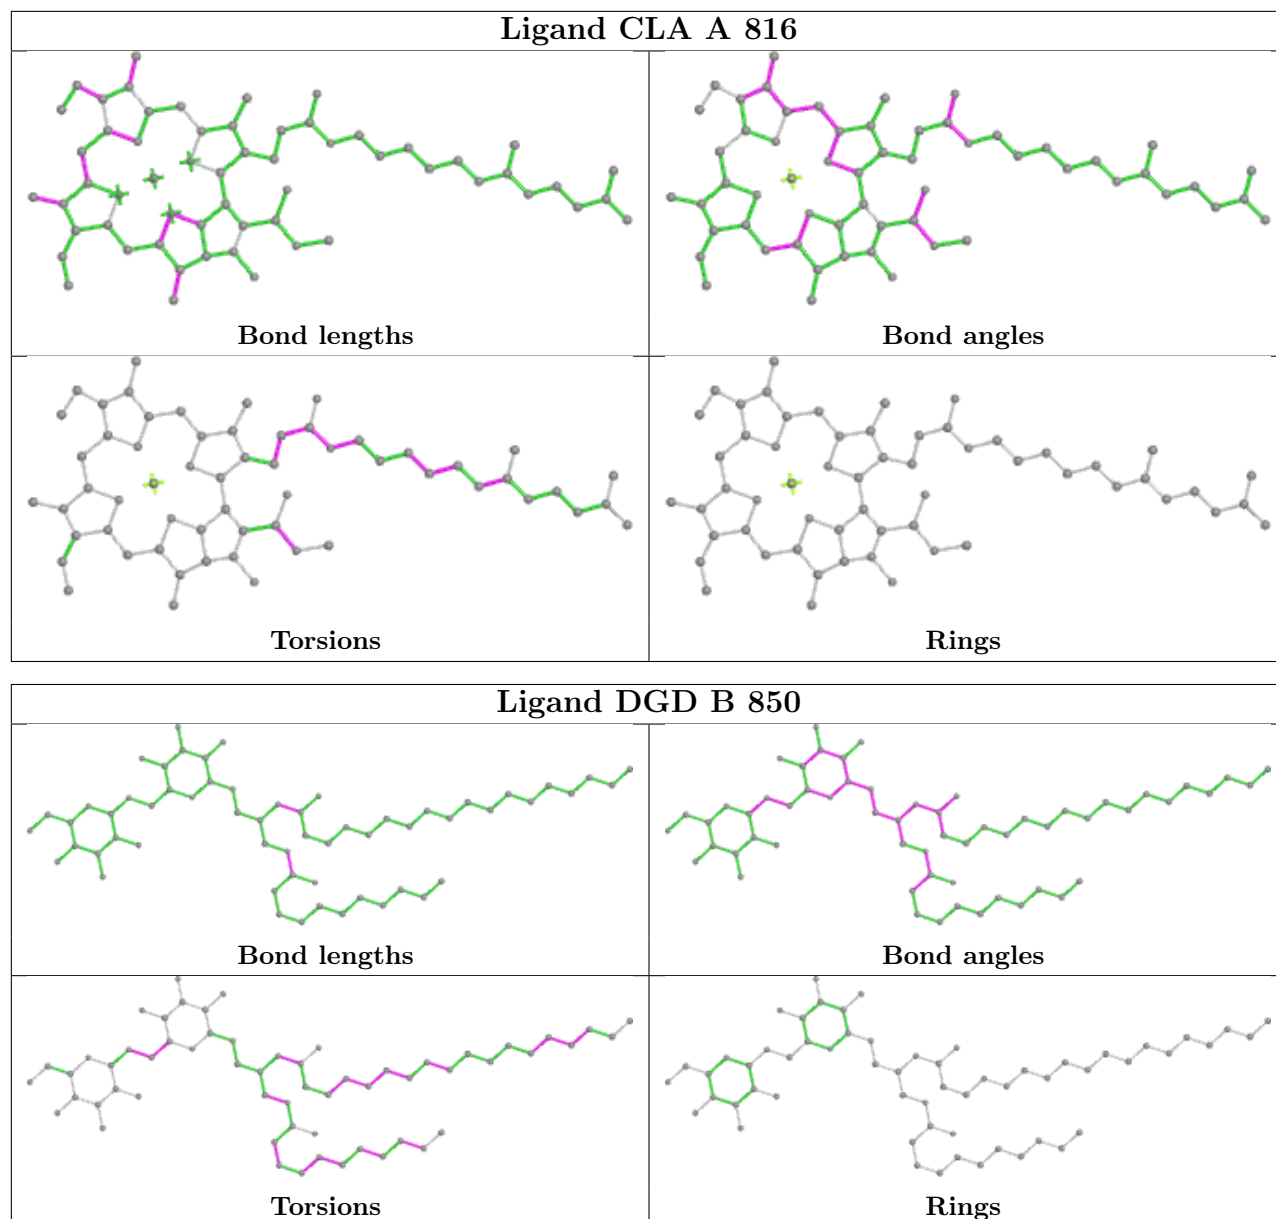 Ligand CLA A 816
Bond lengths
Bond angles
Torsions
Rings
Ligand DGD B 850
Bond lengths
Bond angles
Torsions
Rings